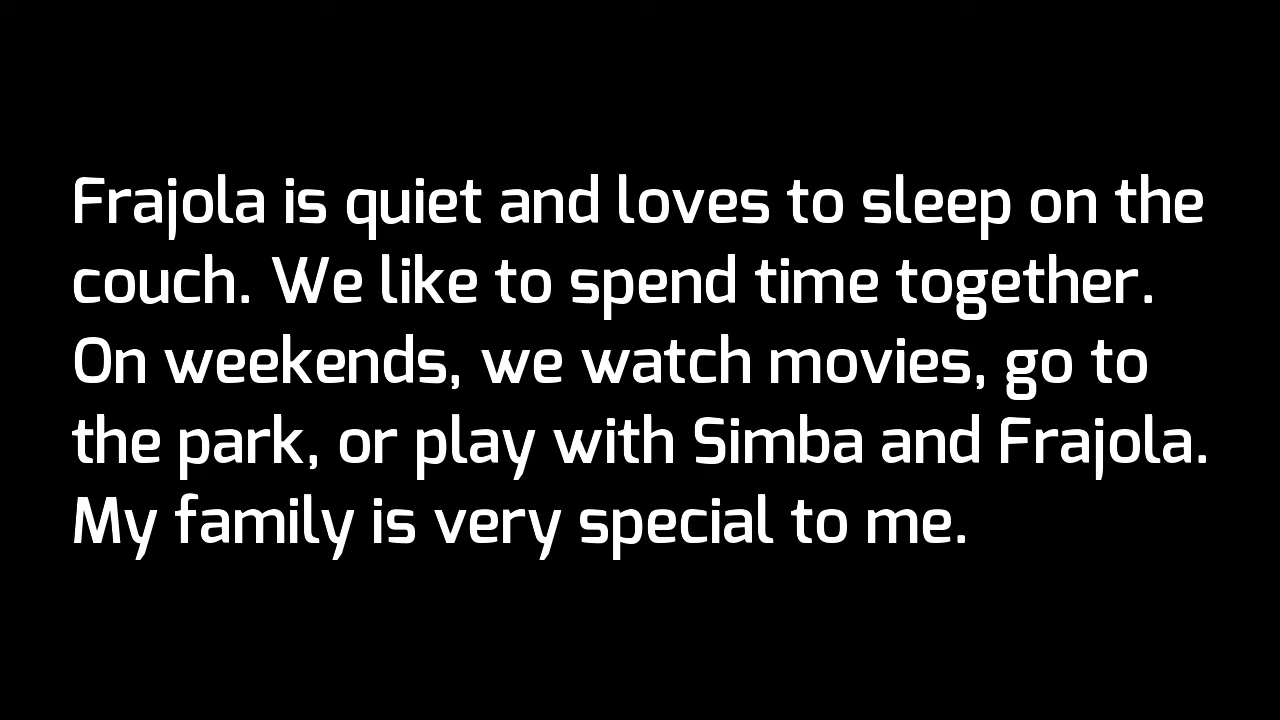 Frajola is quiet and loves to sleep on the
couch. We like to spend time together.
On weekends, we watch movies, go to
the park, or play with Simba and Frajola.
My family is very special to me.